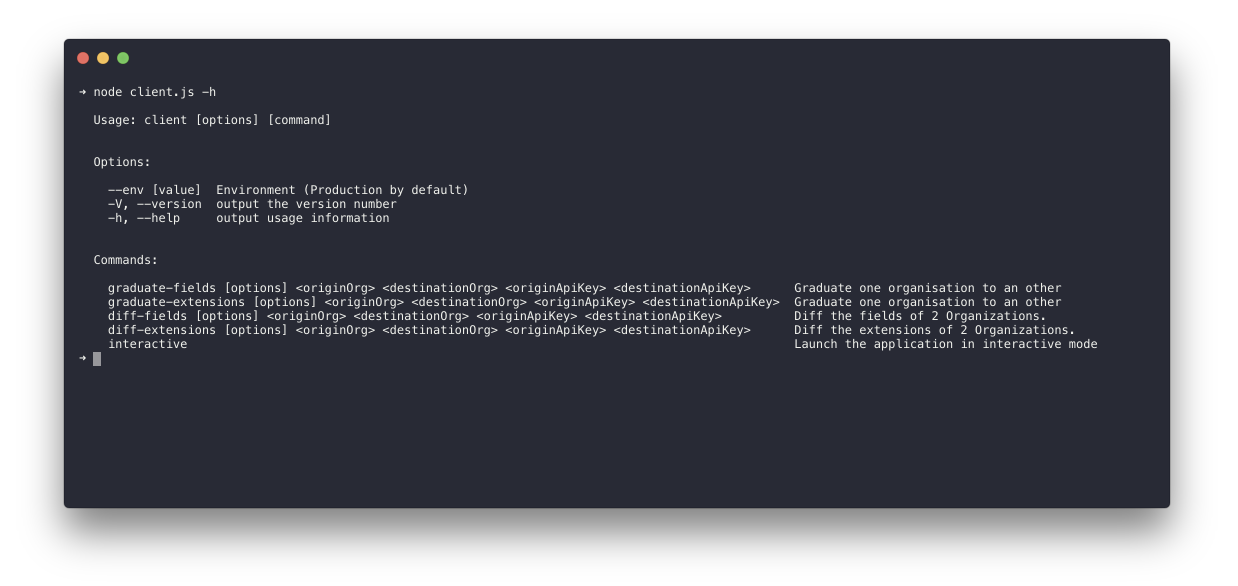 ➜ node client.js -h
Usage: client [options] [command]
Options:
--env [value]  Environment (Production by default)
-V, --version  output the version number
-h, --help     output usage information
Commands:
graduate-fields [options] <originOrg> <destinationOrg> <originApiKey> <destinationApiKey>      Graduate one organisation to an other
graduate-extensions [options] <originOrg> <destinationOrg> <originApiKey> <destinationApiKey>  Graduate one organisation to an other
diff-fields [options] <originOrg> <destinationOrg> <originApiKey> <destinationApiKey>          Diff the fields of 2 Organizations.
diff-extensions [options] <originOrg> <destinationOrg> <originApiKey> <destinationApiKey>      Diff the extensions of 2 Organizations.
interactive                                                                                    Launch the application in interactive mode
➜